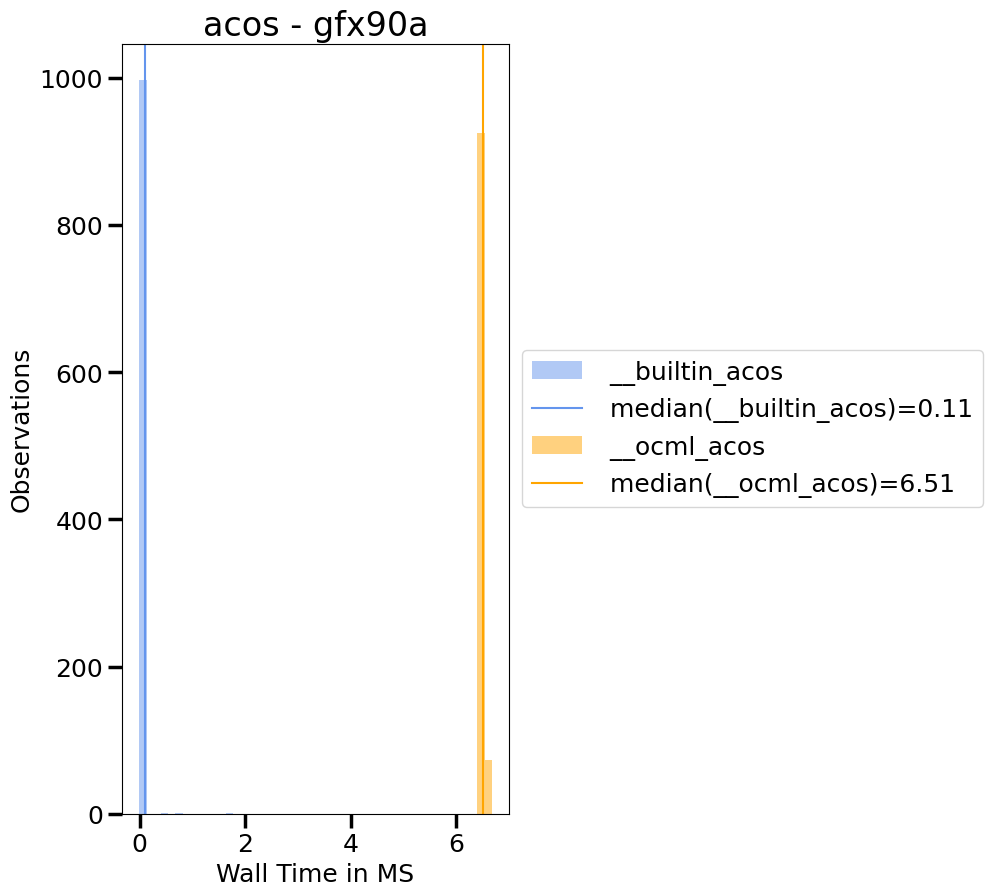 acos - gfx90a
1000
800
600
400
200
0
Observations
0 2 4 6
Wall Time in MS
__builtin_acos
median(__builtin_acos)=0.11
__ocml_acos
median(__ocml_acos)=6.51